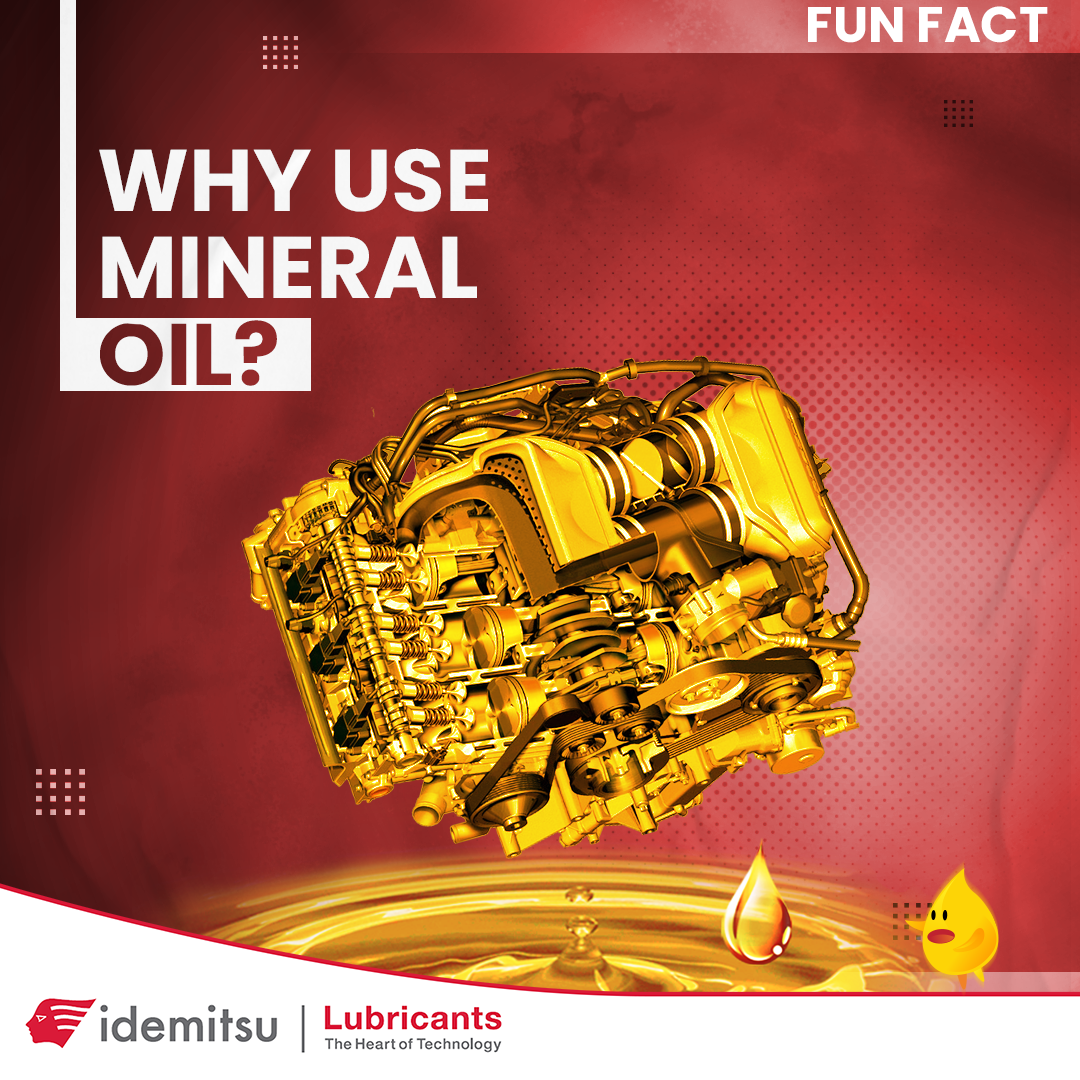 FUN FACT
WHY USE
MINERAL
OIL?
idemitsu
Lubricants
The Heart of Technology